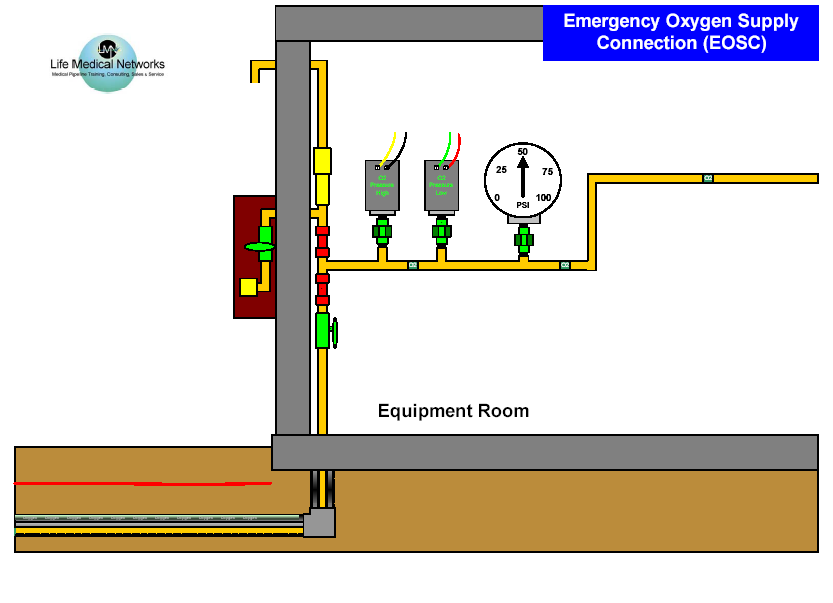 Emergency Oxygen Supply
Connection (EOSC)
LMN
Life Medical Networks
Medical Pipeline Training, Consulting, Sales & Service
O2
Pressure
High
O2
Pressure
Low
50
25
75
0
100
PSI
O2
O2
O2
Equipment Room